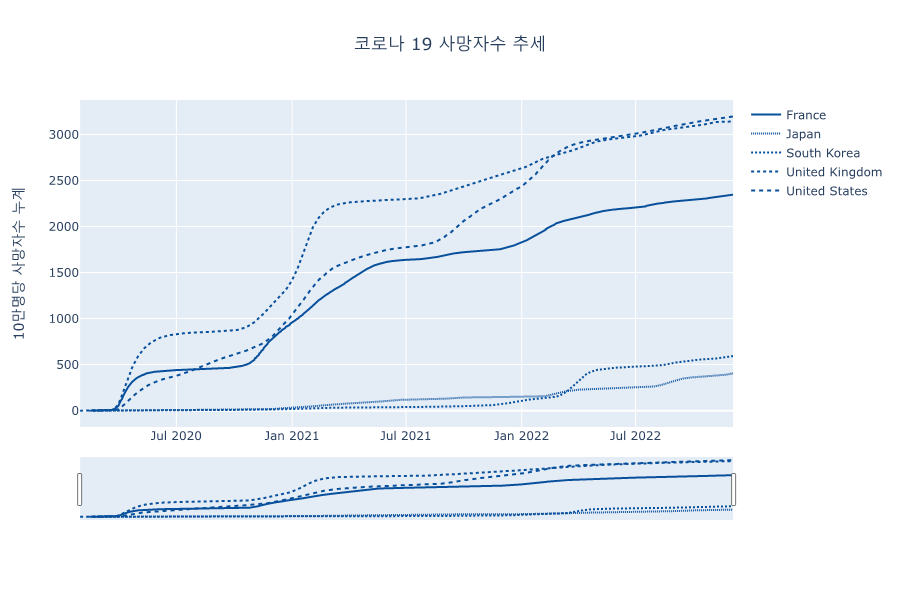 코로나 19 사망자수 추세
10만명당 사망자수 누계
3000
2500
2000
1500
1000
500
0
Jul 2020
Jan 2021
Jul 2021
Jan 2022
Jul 2022
France
Japan
South Korea
United Kingdom
United States